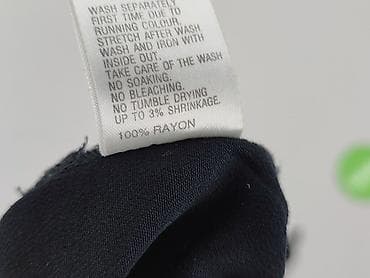 WASH SEPARATELY
FIRST TIME DUE TO
RUNNING COLOUR,
STRETCH AFTER WASH
WASH AND IRON WITH
INSIDE OUT.
TAKE CARE OF THE WASH
NO SOAKING.
NO BLEACHING.
NO TUMBLE DRYING
UP TO 3% SHRINKAGE.
100% RAYON